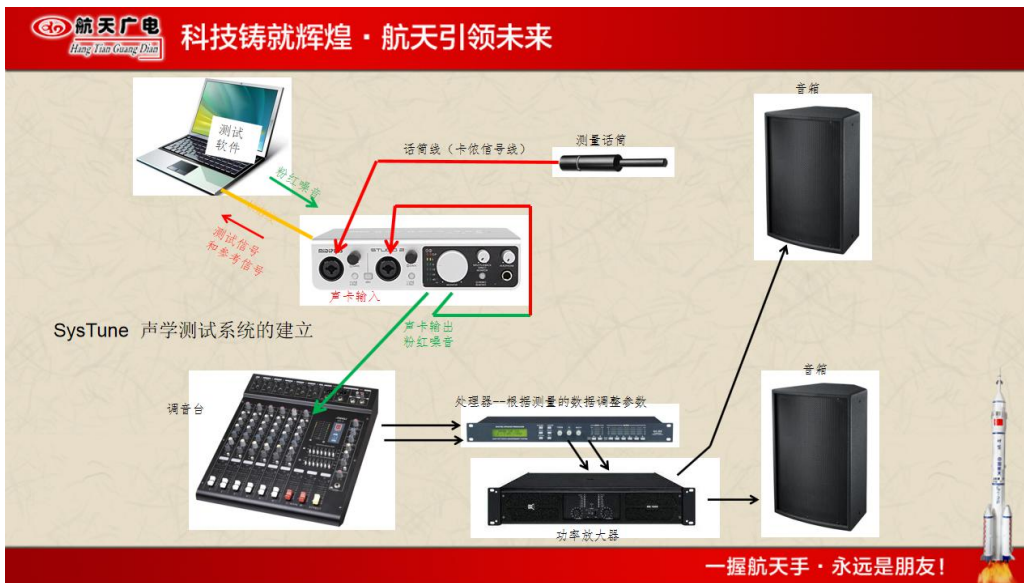 航天广电
Hang Tian Guang Dian
科技铸就辉煌·航天引领未来
音箱
测试
软件
话筒线（卡侬信号线）
测量话筒
粉红噪音
测试信号
和参考信号
声卡输入
SysTune 声学测试系统的建立
声卡输出
粉红噪音
音箱
调音台
处理器--根据测量的数据调整参数
功率放大器
一握航天手·永远是朋友！